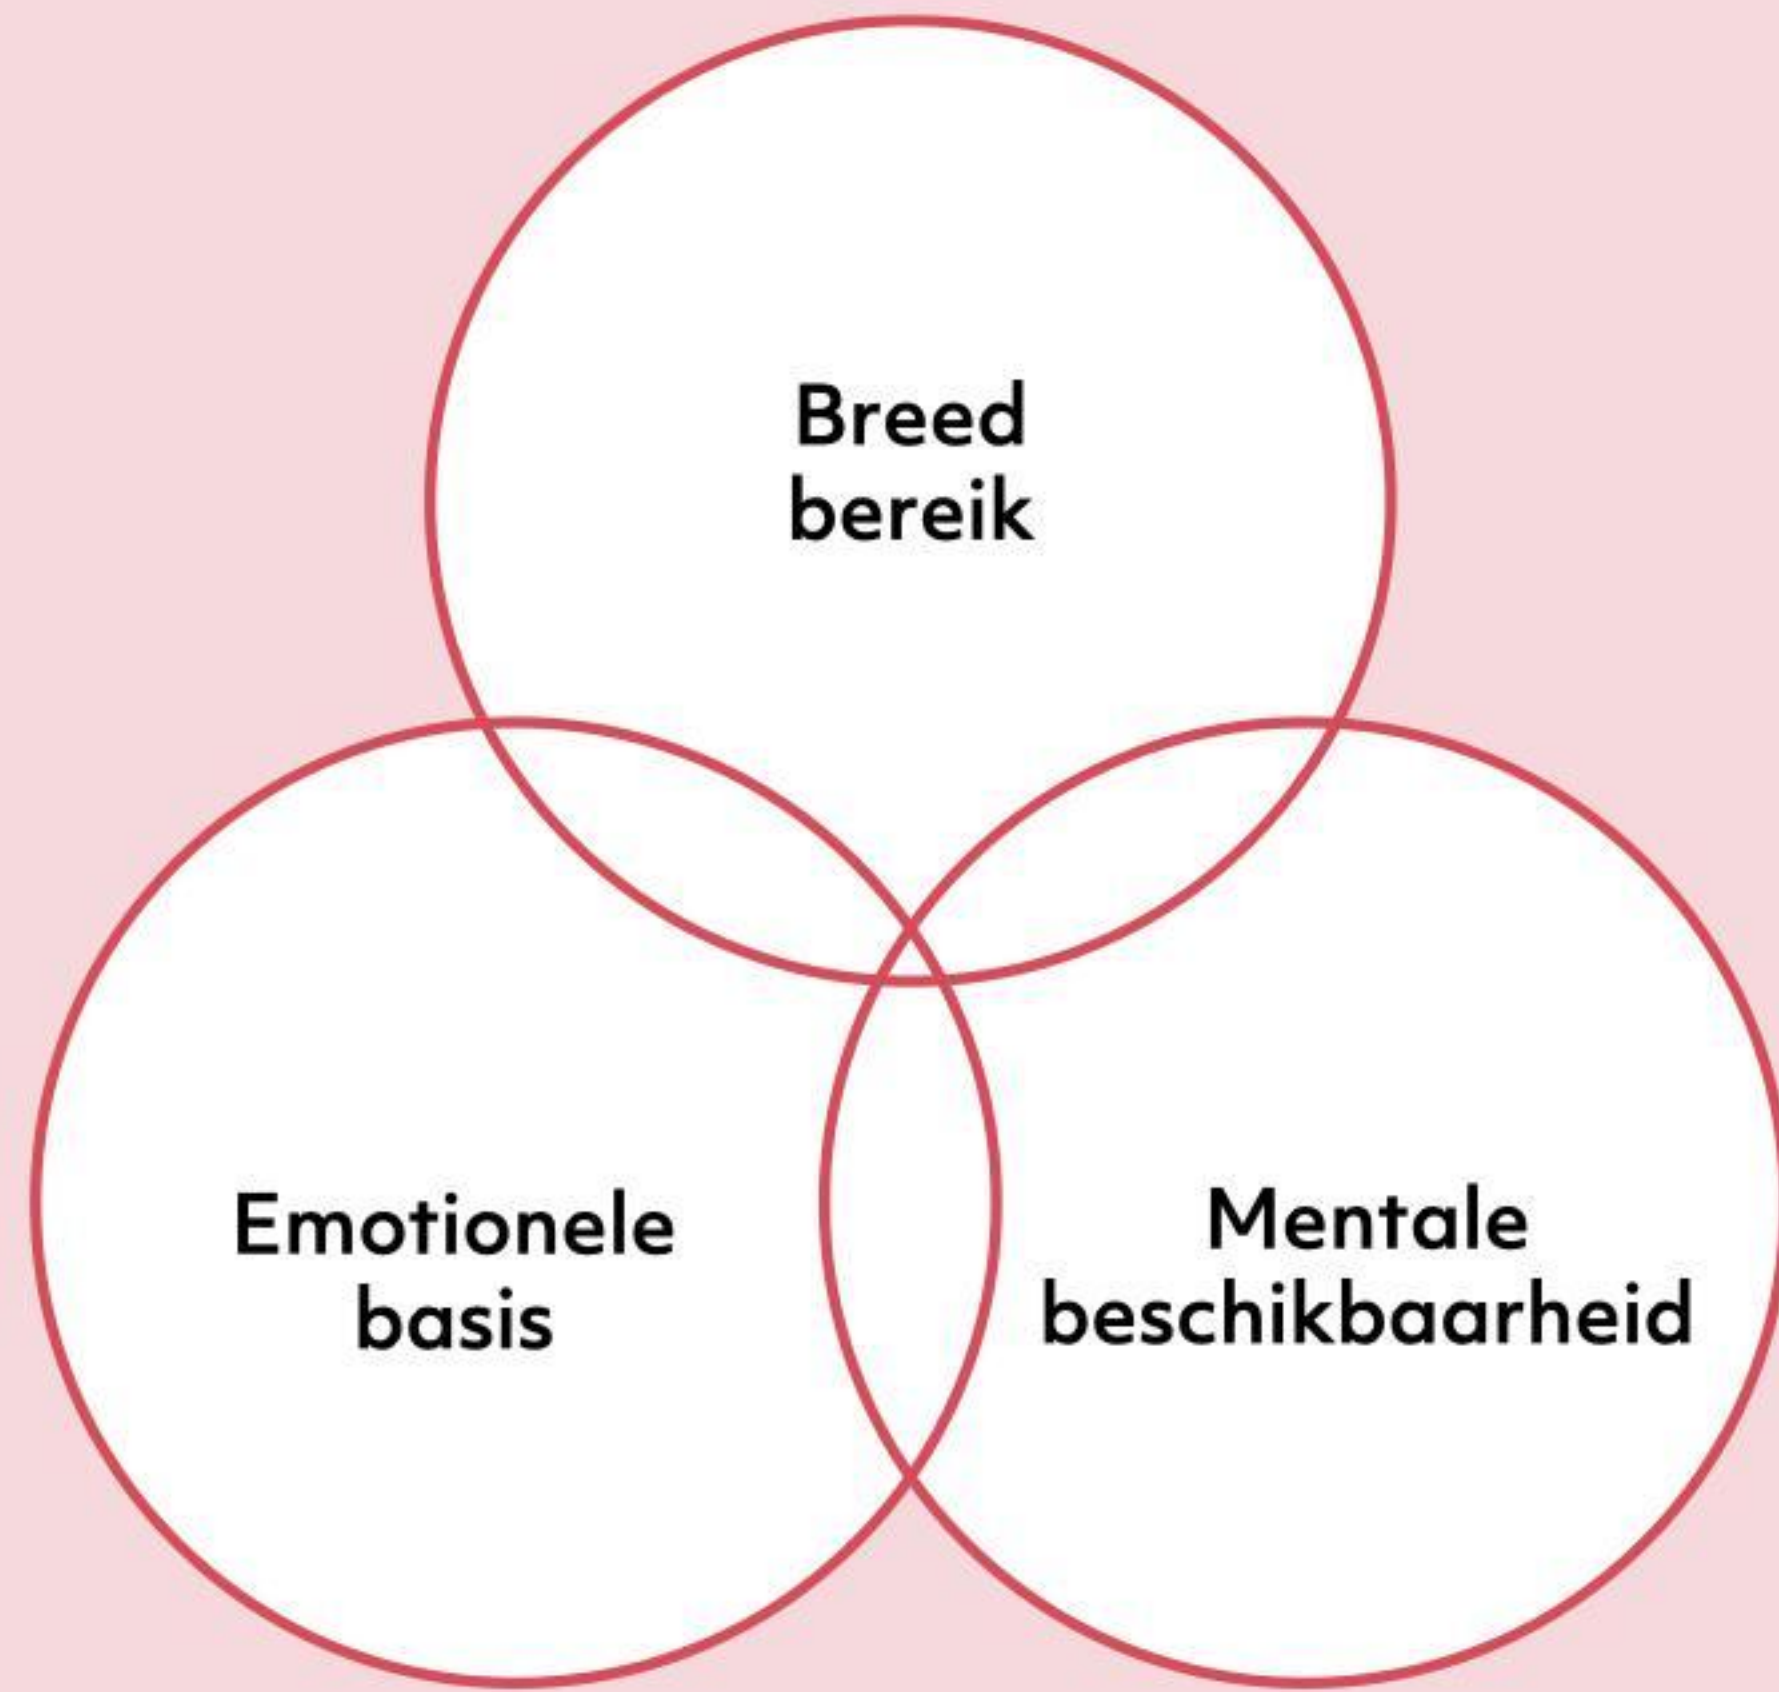 Breed
bereik
Emotionele
basis
Mentale
beschikbaarheid